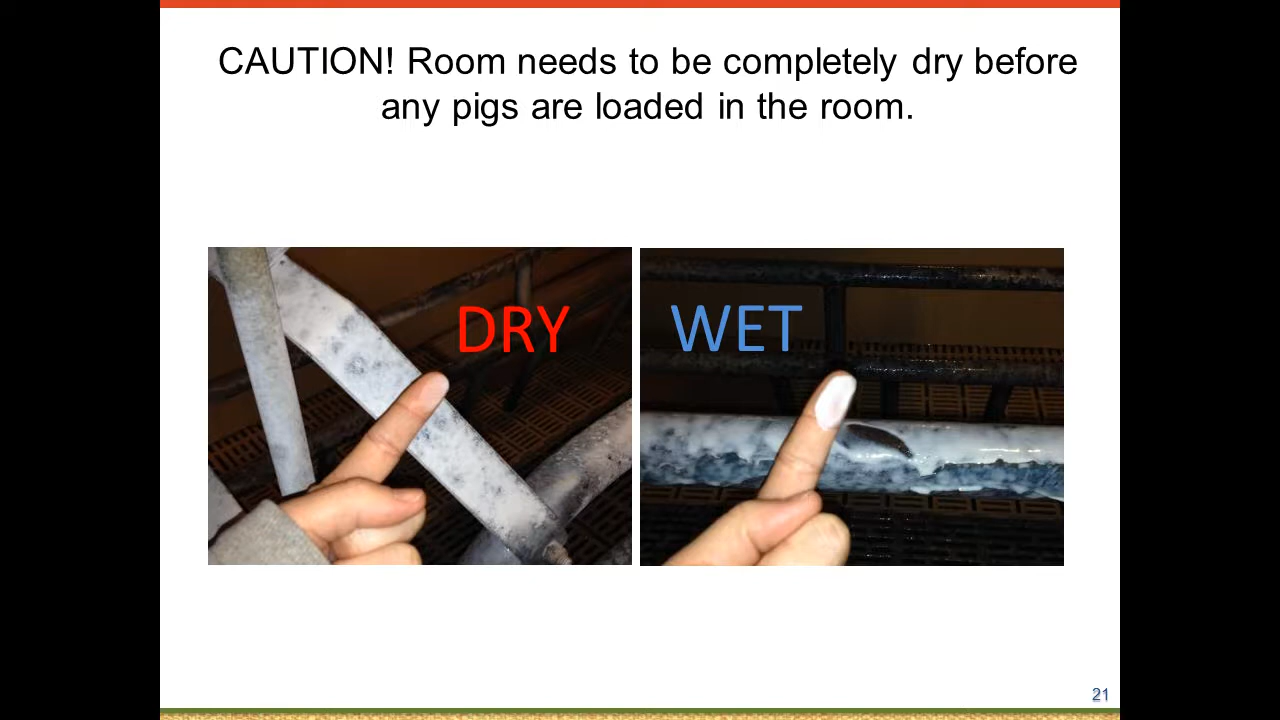 CAUTION! Room needs to be completely dry before
any pigs are loaded in the room.
DRY
WET
21